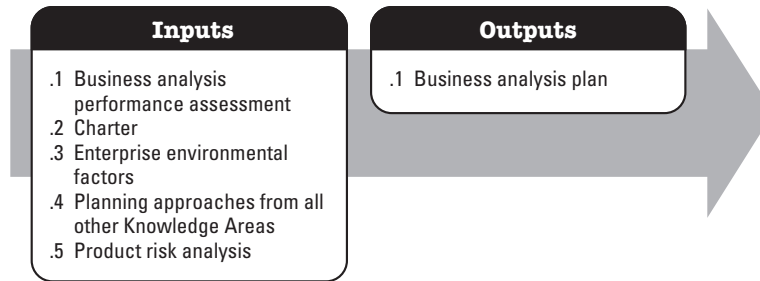 Inputs
.1 Business analysis
performance assessment
.2 Charter
.3 Enterprise environmental
factors
.4 Planning approaches from all
other Knowledge Areas
.5 Product risk analysis
Outputs
.1 Business analysis plan